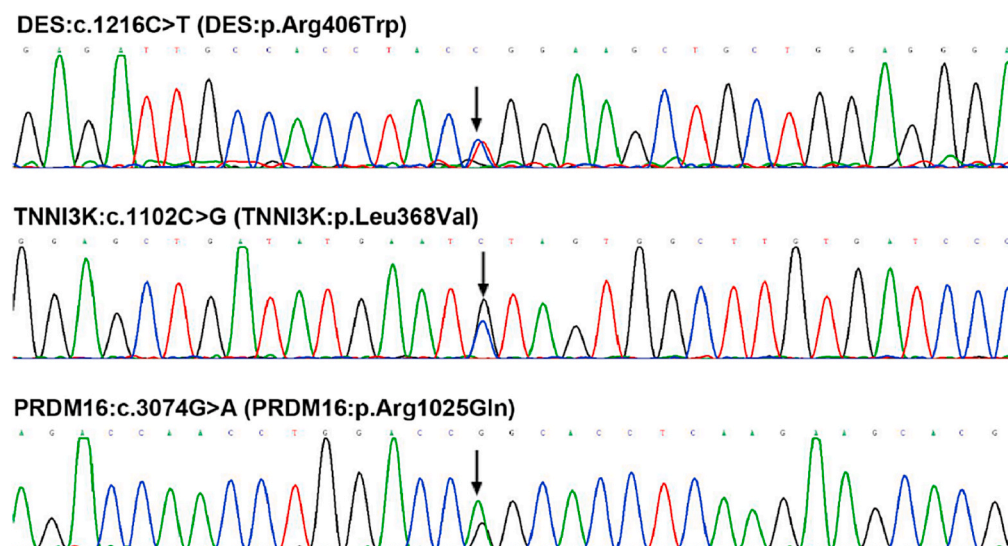 DES:c.1216C>T (DES:p.Arg406Trp)
G A G A T T G C C A C C T A C C G G A A G C T G C T G G A G G G A
TNNI3K:c.1102C>G (TNNI3K:p.Leu368Val)
G G A G C T G A T A T G A A T C T A G T G G C T T G T G A T C C C
PRDM16:c.3074G>A (PRDM16:p.Arg1025Gln)
A G A C C A A C C T G G A C C G G C A C C T C A A G A A G C A C G